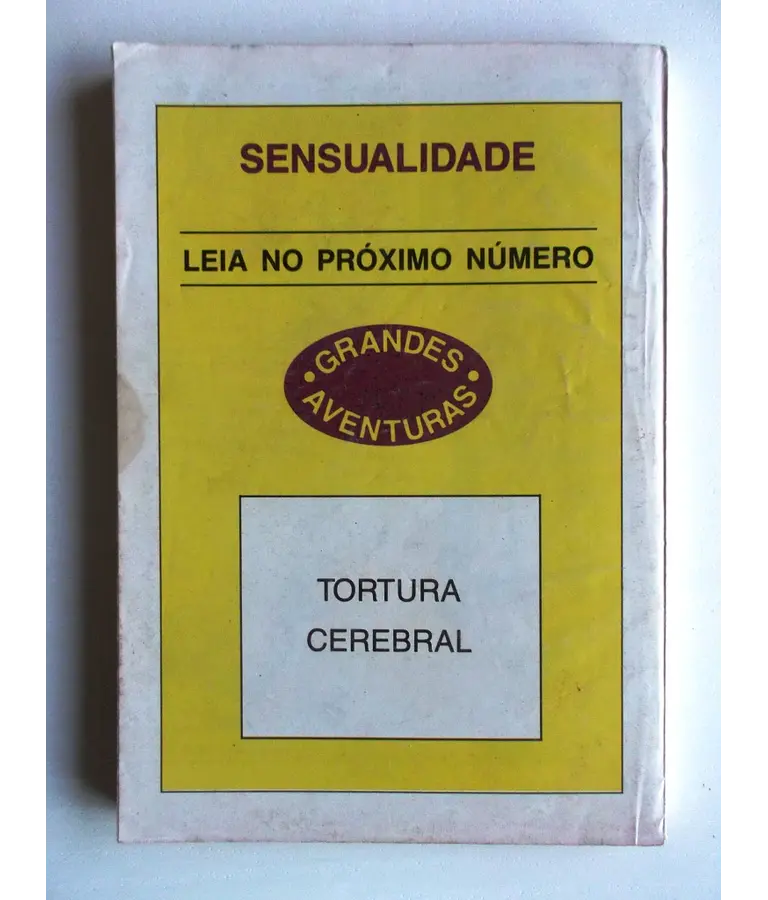 SENSUALIDADE
LEIA NO PRÓXIMO NÚMERO
• GRANDES •
AVENTURAS
TORTURA
CEREBRAL